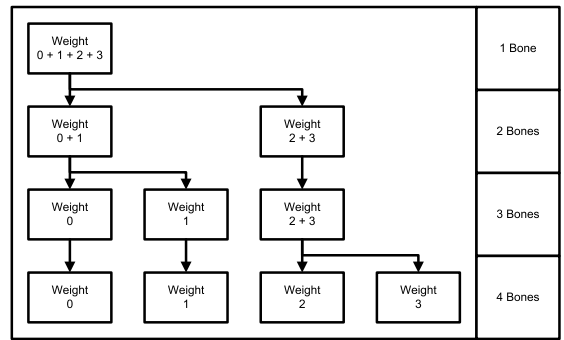 Weight
0 + 1 + 2 + 3
1 Bone
Weight
0 + 1
Weight
2 + 3
2 Bones
Weight
0
Weight
1
Weight
2 + 3
3 Bones
Weight
0
Weight
1
Weight
2
Weight
3
4 Bones